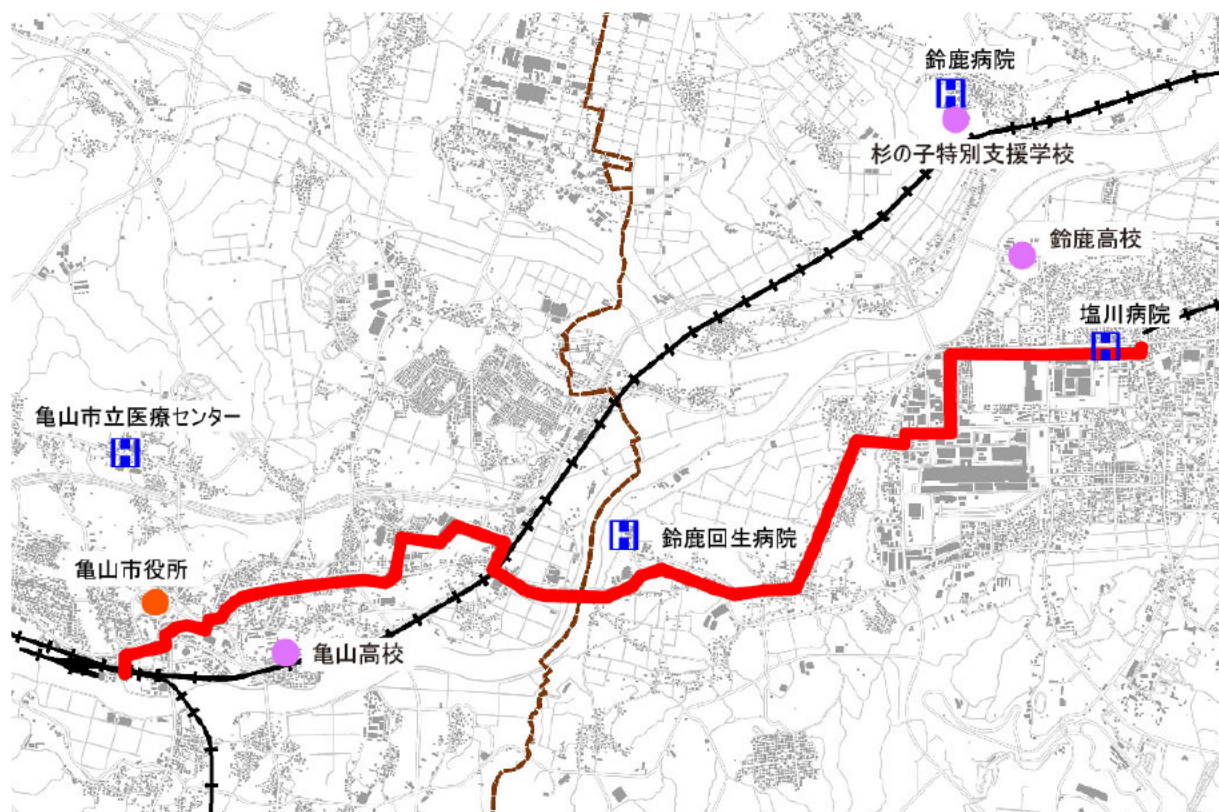 鈴鹿病院
杉の子特別支援学校
鈴鹿高校
塩川病院
亀山市立医療センター
鈴鹿回生病院
亀山市役所
亀山高校